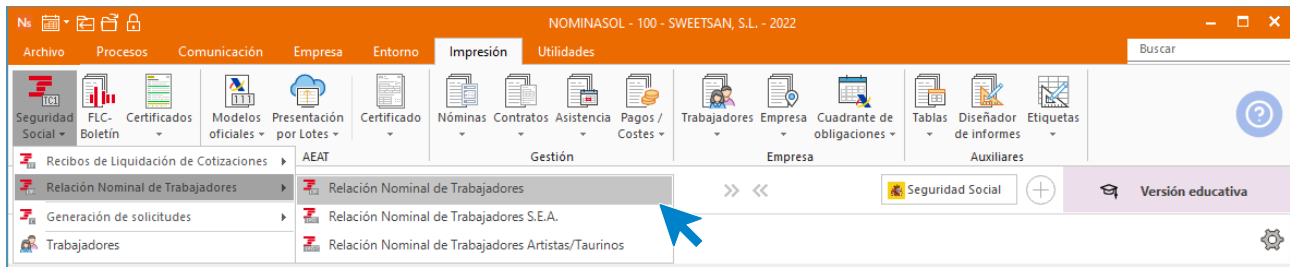 Ns
NOMINASOL - 100 - SWEETSAN, S.L. - 2022
Archivo Procesos Comunicación Empresa Entorno Impresión Utilidades Buscar
TC1 111
Seguridad Social FLC-Boletín Certificados Modelos oficiales Presentación por Lotes Certificado Nóminas Contratos Asistencia Pagos / Costes Trabajadores Empresa Cuadrante de obligaciones Tablas Diseñador de informes Etiquetas
AEAT Gestión Empresa Auxiliares
Recibos de Liquidación de Cotizaciones
Relación Nominal de Trabajadores
Generación de solicitudes
Trabajadores
Relación Nominal de Trabajadores
Relación Nominal de Trabajadores S.E.A.
Relación Nominal de Trabajadores Artistas/Taurinos
Seguridad Social
Versión educativa